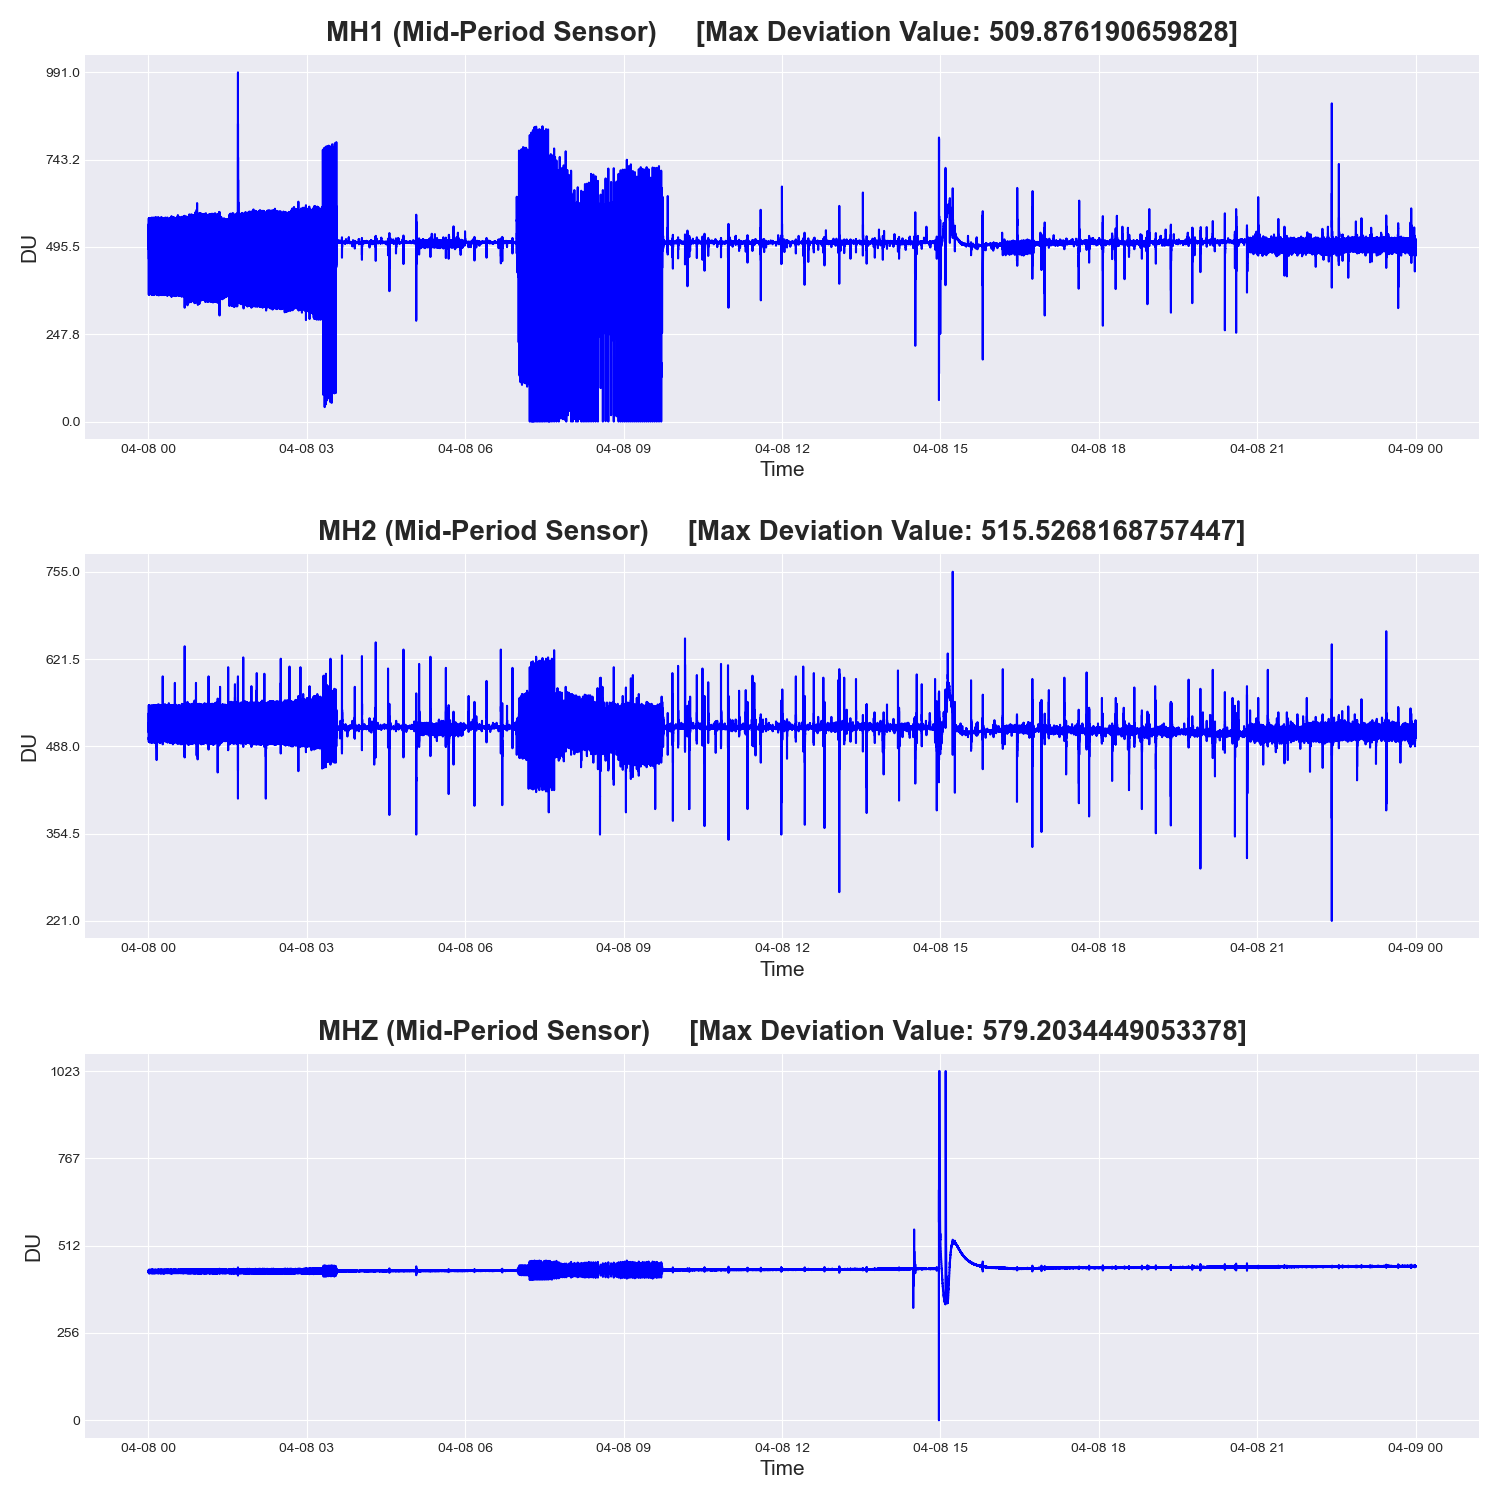 MH1 (Mid-Period Sensor)     [Max Deviation Value: 509.876190659828]
991.0
743.2
495.5
247.8
0.0
DU
04-08 00 04-08 03 04-08 06 04-08 09 04-08 12 04-08 15 04-08 18 04-08 21 04-09 00
Time
MH2 (Mid-Period Sensor)     [Max Deviation Value: 515.5268168757447]
755.0
621.5
488.0
354.5
221.0
DU
04-08 00 04-08 03 04-08 06 04-08 09 04-08 12 04-08 15 04-08 18 04-08 21 04-09 00
Time
MHZ (Mid-Period Sensor)     [Max Deviation Value: 579.2034449053378]
1023
767
512
256
0
DU
04-08 00 04-08 03 04-08 06 04-08 09 04-08 12 04-08 15 04-08 18 04-08 21 04-09 00
Time